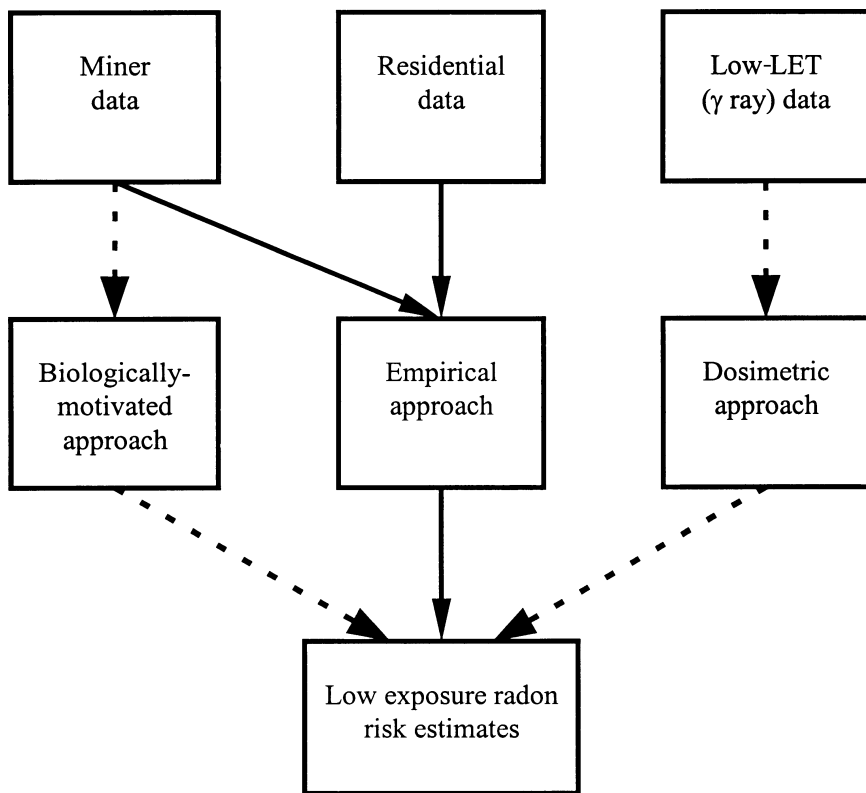 Miner
data
Residential
data
Low-LET
(γ ray) data
Biologically-
motivated
approach
Empirical
approach
Dosimetric
approach
Low exposure radon
risk estimates